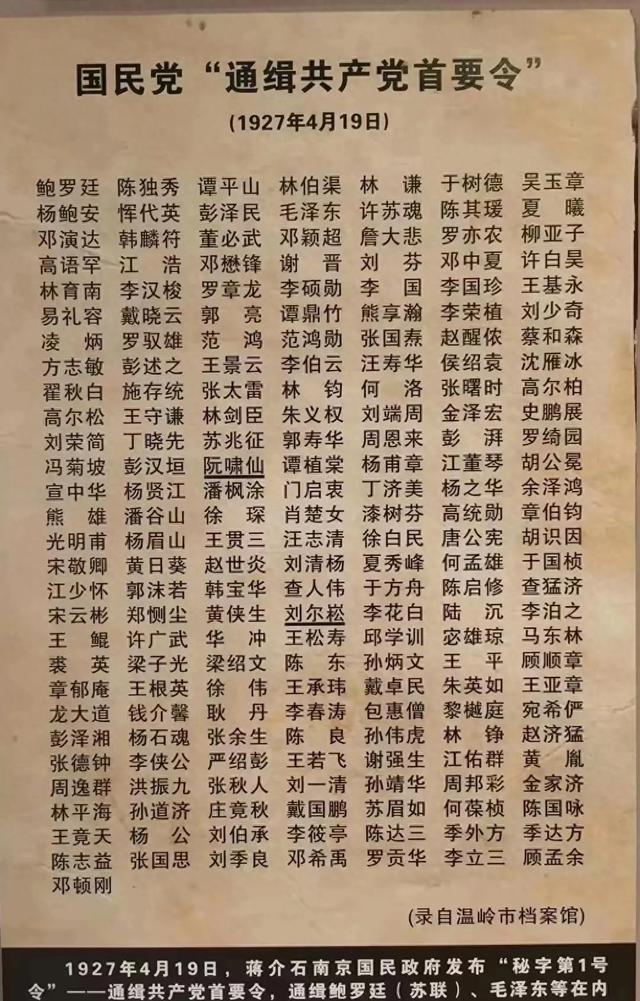 国民党“通缉共产党首要令”
(1927年4月19日)
鲍罗廷 陈独秀 谭平山 林伯渠 林 谦 于树德 吴玉章
杨鲍安 恽代英 彭泽民 毛泽东 许苏魂 陈其瑗 夏 曦
邓演达 韩麟符 董必武 邓颖超 詹大悲 罗亦农 柳亚子
高语罕 江 浩 邓懋锋 谢 晋 刘 芬 邓中夏 许白昊
林育南 李汉梭 罗章龙 李硕勋 李 国 李国珍 王基永
易礼容 戴晓云 郭 亮 谭鼎竹 熊享瀚 李荣植 刘少奇
凌 炳 罗驭雄 范 鸿 范鸿勋 张国焘 赵醒侬 蔡和森
方志敏 彭述之 王景云 李伯云 汪寿华 侯绍裘 沈雁冰
翟秋白 施存统 张太雷 林 钧 何 洛 张曙时 高尔柏
高尔松 王守谦 林剑臣 朱义权 刘端周 金泽宏 史鹏展
刘荣简 丁晓先 苏兆征 郭寿华 周恩来 彭 湃 罗绮园
冯菊坡 彭汉垣 阮啸仙 谭植棠 杨甫章 江董琴 胡公冕
宣中华 杨贤江 潘枫涂 门启衷 丁济美 杨之华 余泽鸿
熊 雄 潘谷山 徐 琛 肖楚女 漆树芬 高统勋 章伯钧
光明甫 杨眉山 王贯三 汪志清 徐白民 唐公宪 胡识因
宋敬卿 黄日葵 赵世炎 刘清杨 夏秀峰 何孟雄 于国桢
江少怀 郭沫若 韩宝华 查人伟 于方舟 陈启修 查猛济
宋云彬 郑恻尘 黄侠生 刘尔崧 李花白 陆 沉 李泊之
王 鲲 许广武 华 冲 王松寿 邱学训 宓雄琼 马东林
裘 英 梁子光 梁绍文 陈 东 孙炳文 王 平 顾顺章
章郁庵 王根英 徐 伟 王承玮 戴卓民 朱英如 王亚章
龙大道 钱介馨 耿 丹 李春涛 包惠僧 黎樾庭 宛希俨
彭泽湘 杨石魂 张余生 陈 良 孙伟虎 林 铮 赵济猛
张德钟 李侠公 严绍彭 王若飞 谢强生 江佑群 黄 胤
周逸群 洪振九 张秋人 刘一清 孙靖华 周邦彩 金家济
林平海 孙道济 庄竟秋 戴国鹏 苏眉如 何葆桢 陈国咏
王竟天 杨 公 刘伯承 李筱亭 陈达三 季外方 季达方
陈志益 张国思 刘季良 邓希禹 罗贡华 李立三 顾孟余
邓顿刚
(录自温岭市档案馆)
1927年4月19日，蒋介石南京国民政府发布“秘字第1号
令”——通缉共产党首要令，通缉鲍罗廷（苏联）、毛泽东等在内